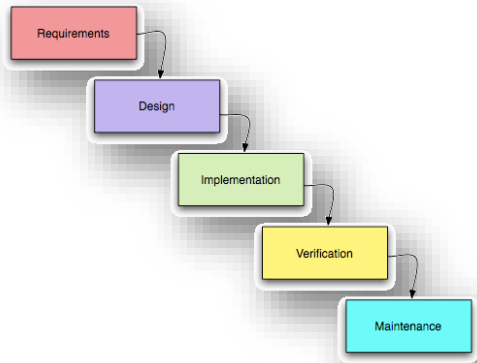 Requirements
Design
Implementation
Verification
Maintenance